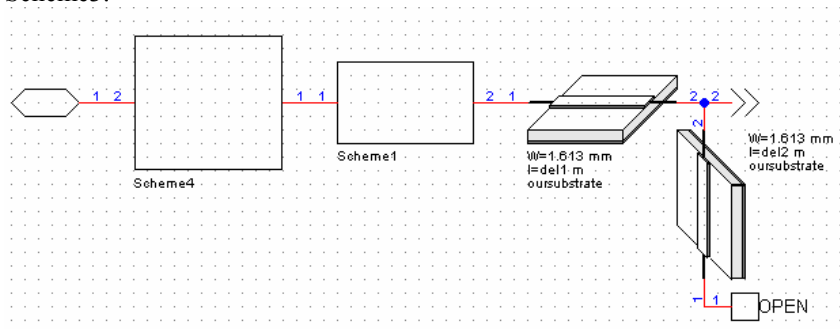 1 2
1 1
2 1
2 2
Scheme4
Scheme1
W=1.613 mm
l=del1 m
oursubstrate
2
W=1.613 mm
l=del2 m
oursubstrate
1 1
OPEN